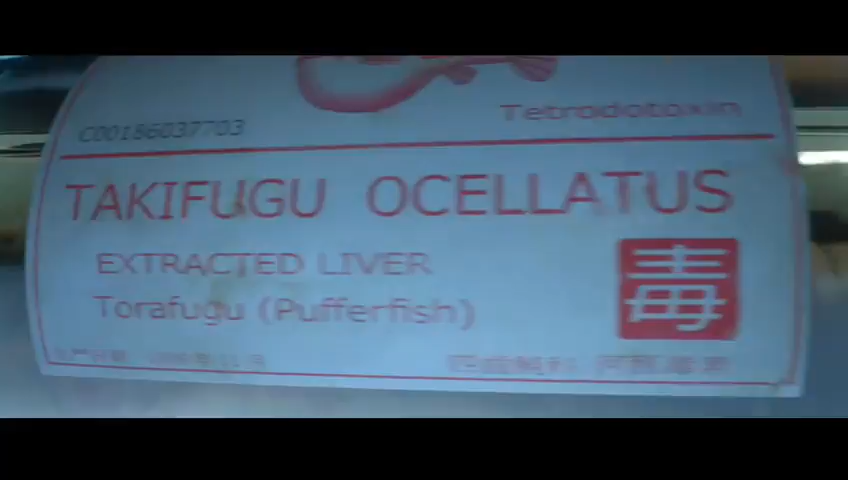 Tetrodotoxin
C00186037703
TAKIFUGU OCELLATUS
EXTRACTED LIVER
Torafugu (Pufferfish)
毒